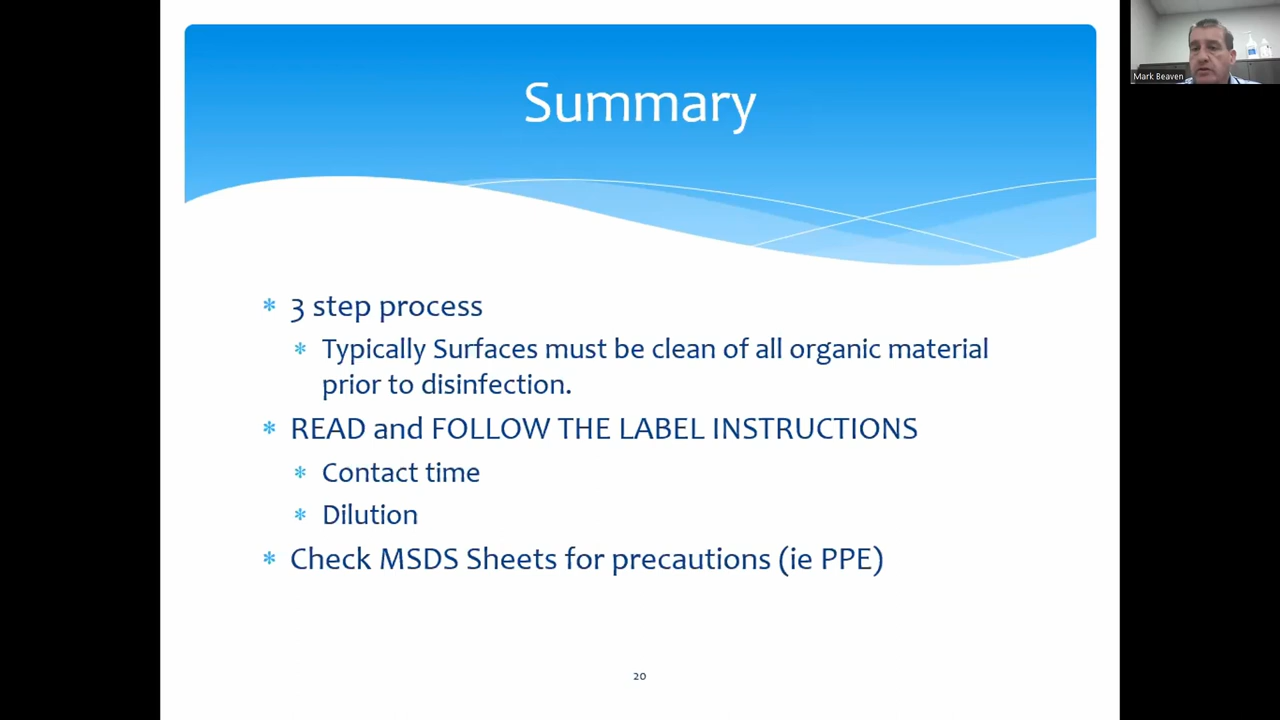 Summary
Mark Beaven
* 3 step process
* Typically Surfaces must be clean of all organic material
prior to disinfection.
* READ and FOLLOW THE LABEL INSTRUCTIONS
* Contact time
* Dilution
* Check MSDS Sheets for precautions (ie PPE)
20